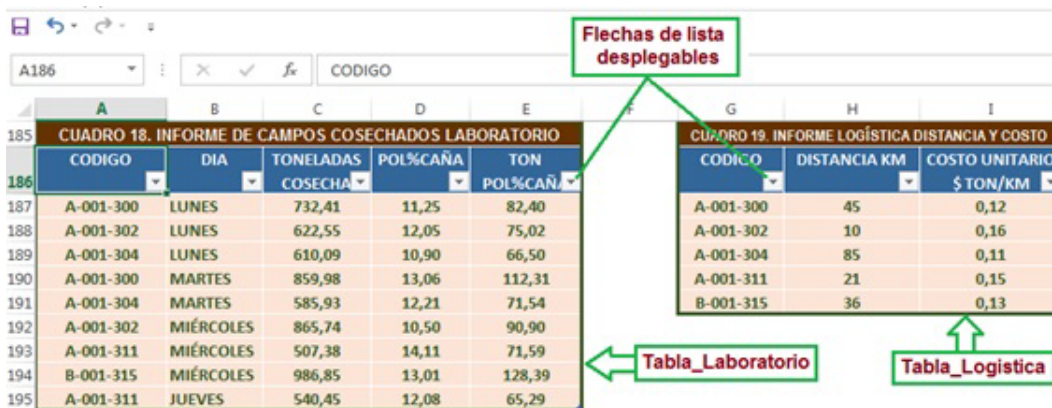 Flechas de lista
desplegables
A186 fx CODIGO
A B C D E F G H I
185 CUADRO 18. INFORME DE CAMPOS COSECHADOS LABORATORIO CUADRO 19. INFORME LOGÍSTICA DISTANCIA Y COSTO
CODIGO DIA TONELADAS POL%CAÑA TON CODIGO DISTANCIA KM COSTO UNITARIO
186 COSECHA POL%CAÑA $ TON/KM
187 A-001-300 LUNES 732,41 11,25 82,40 A-001-300 45 0,12
188 A-001-302 LUNES 622,55 12,05 75,02 A-001-302 10 0,16
189 A-001-304 LUNES 610,09 10,90 66,50 A-001-304 85 0,11
190 A-001-300 MARTES 859,98 13,06 112,31 A-001-311 21 0,15
191 A-001-304 MARTES 585,93 12,21 71,54 B-001-315 36 0,13
192 A-001-302 MIÉRCOLES 865,74 10,50 90,90
193 A-001-311 MIÉRCOLES 507,38 14,11 71,59 Tabla_Laboratorio Tabla_Logistica
194 B-001-315 MIÉRCOLES 986,85 13,01 128,39
195 A-001-311 JUEVES 540,45 12,08 65,29